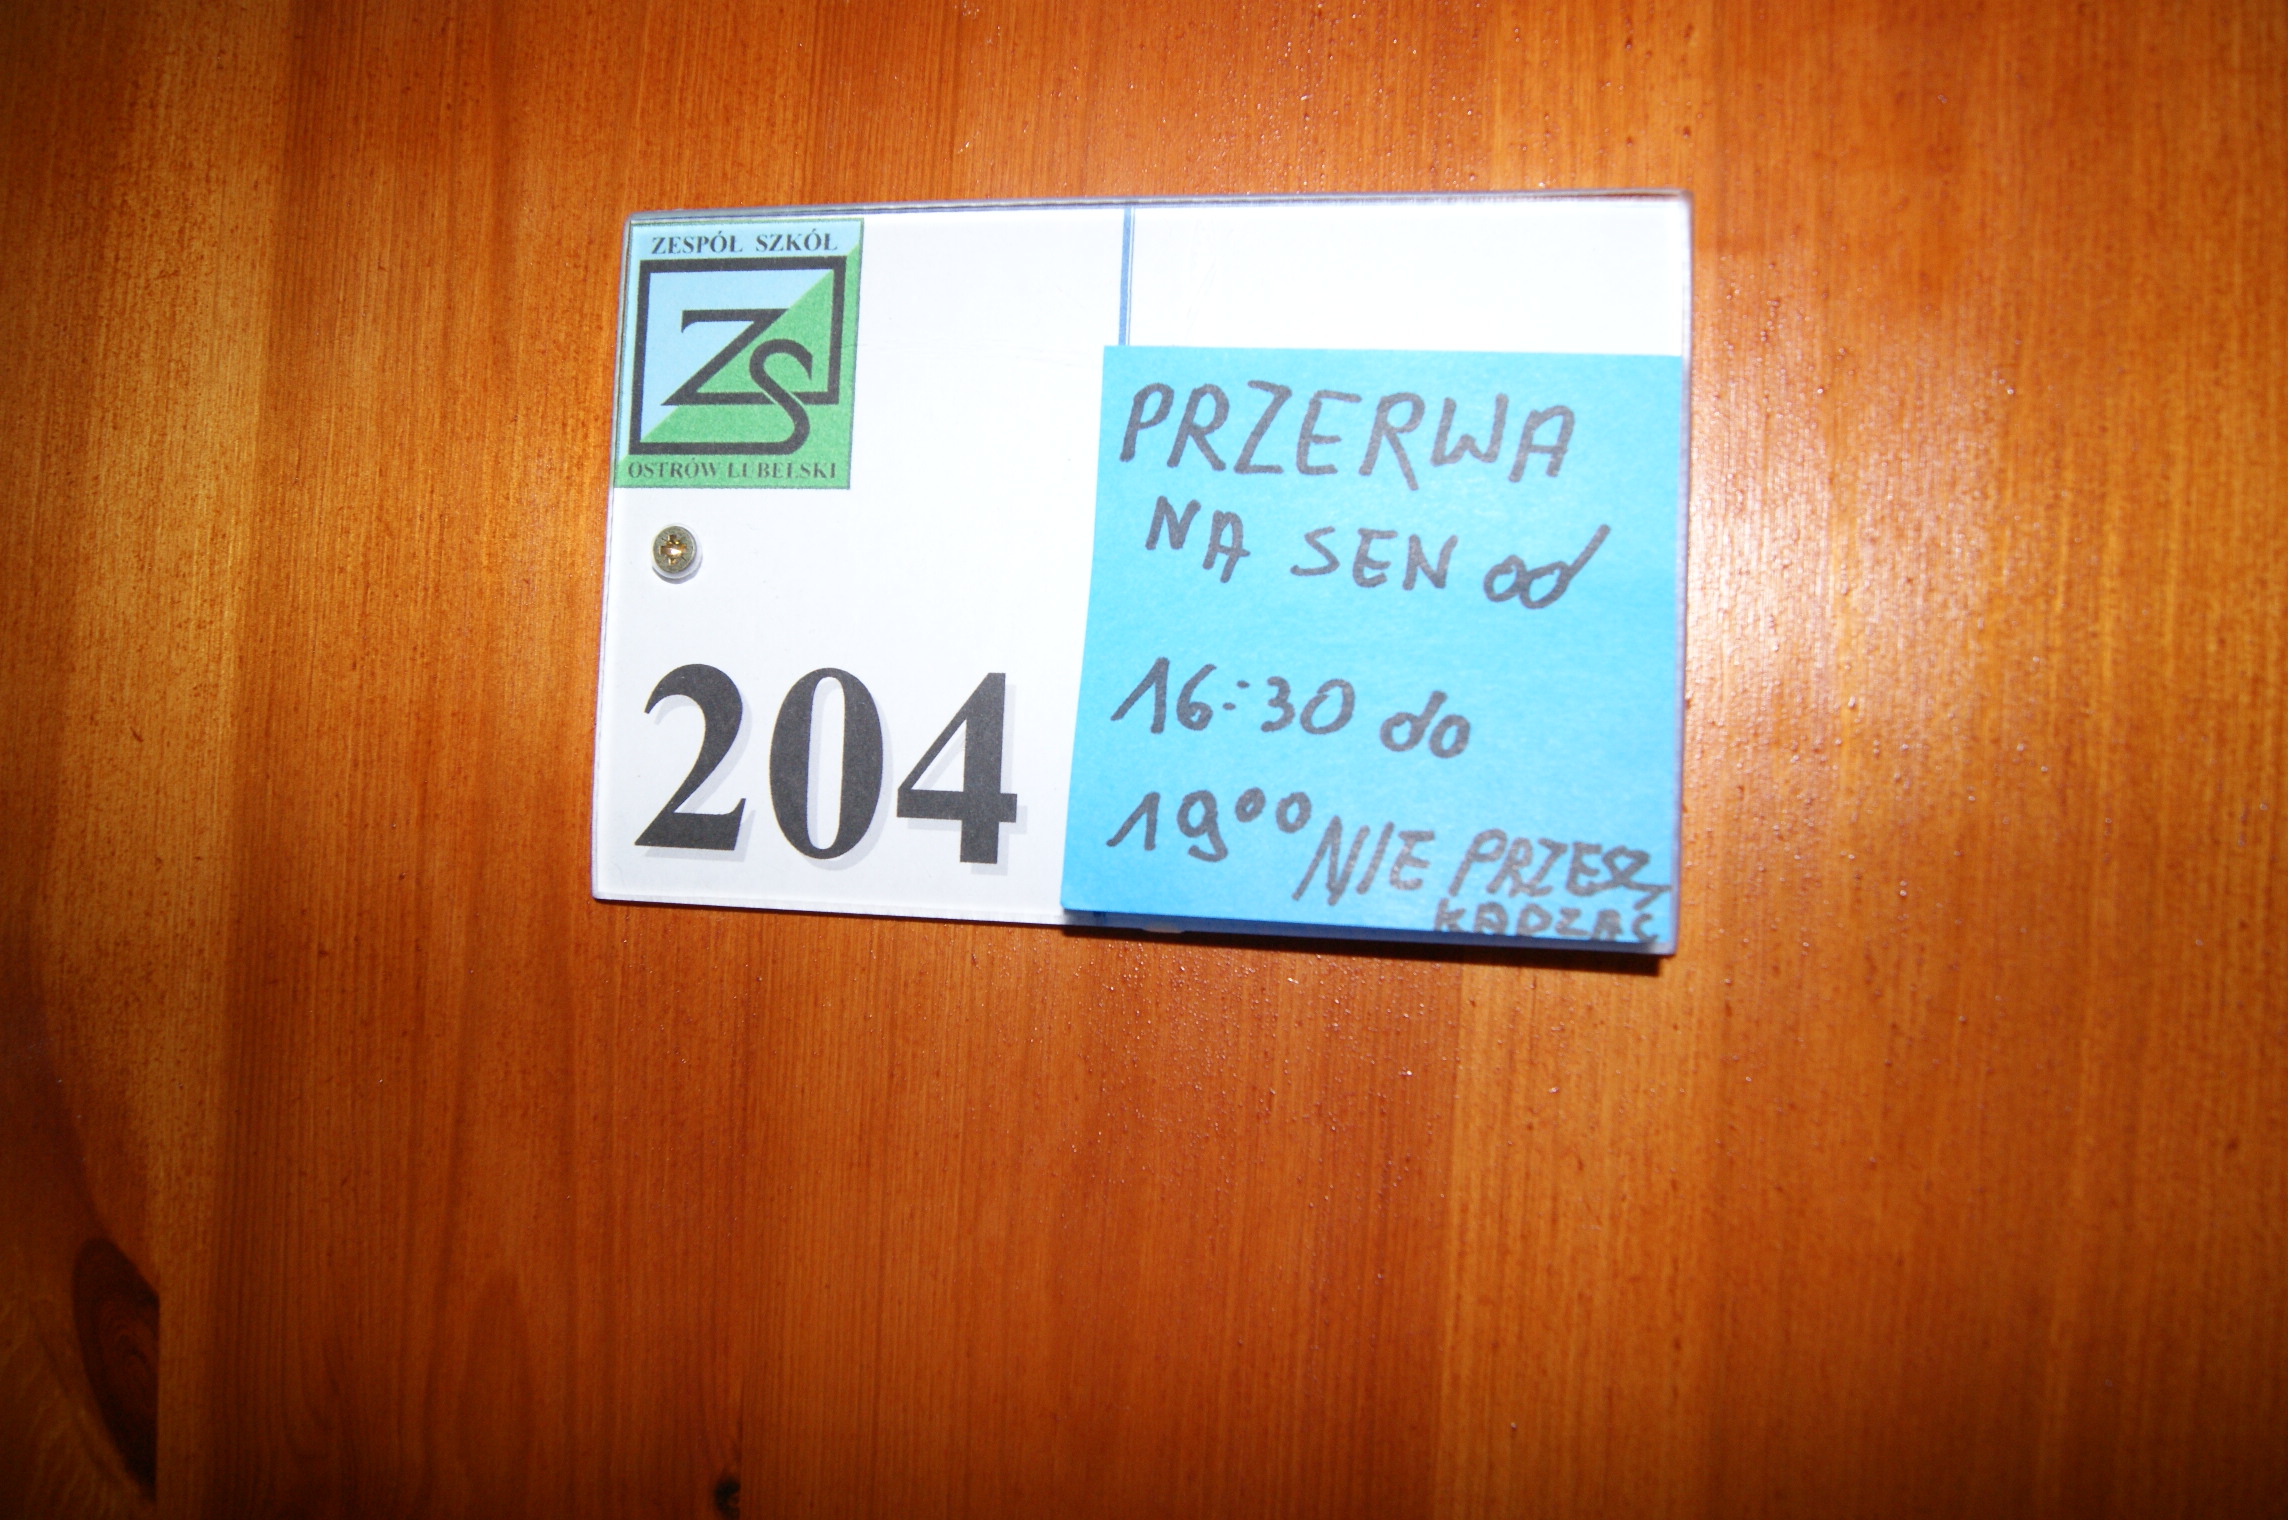 ZESPÓŁ SZKÓŁ
ZS
OSTRÓW LUBELSKI
204
PRZERWA
NA SEN od
16:30 do
19⁰⁰ NIE PRZESZ
KADZAĆ